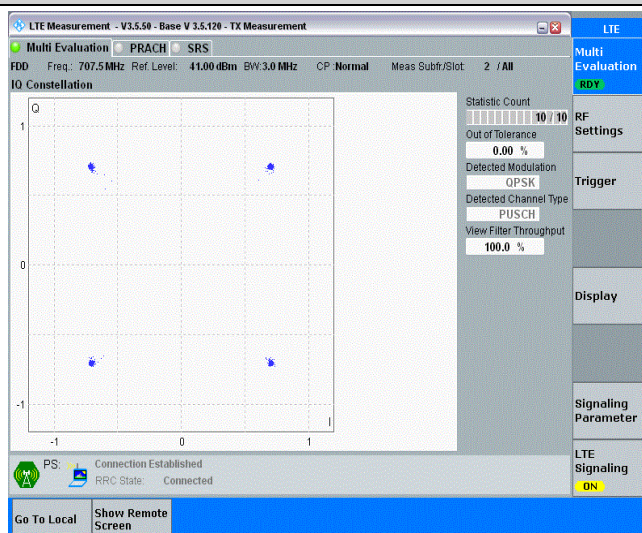 LTE Measurement - V3.5.50 - Base V 3.5.120 - TX Measurement
LTE
Multi Evaluation PRACH SRS
FDD Freq.: 707.5 MHz Ref. Level: 41.00 dBm BW: 3.0 MHz CP :Normal Meas Subfr./Slot: 2 / All
IQ Constellation
Q
1
0
-1
-1 0 1
I
Statistic Count
10 / 10
Out of Tolerance
0.00 %
Detected Modulation
QPSK
Detected Channel Type
PUSCH
View Filter Throughput
100.0 %
Multi
Evaluation
RDY
RF
Settings
Trigger
Display
Signaling
Parameter
LTE
Signaling
ON
PS: Connection Established
RRC State: Connected
Go To Local
Show Remote
Screen